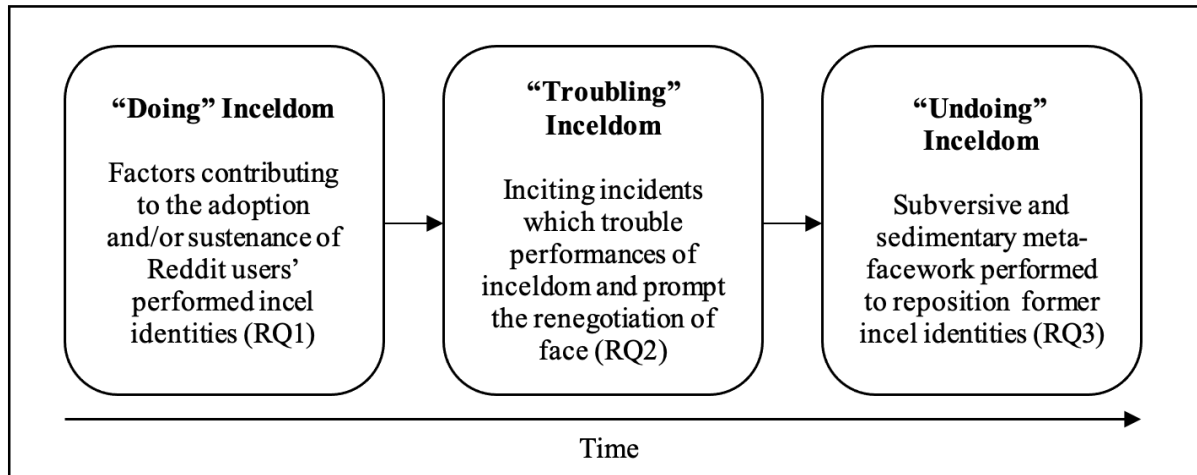 “Doing” Inceldom
Factors contributing
to the adoption
and/or sustenance of
Reddit users’
performed incel
identities (RQ1)
“Troubling”
Inceldom
Inciting incidents
which trouble
performances of
inceldom and prompt
the renegotiation of
face (RQ2)
“Undoing”
Inceldom
Subversive and
sedimentary meta-
facework performed
to reposition former
incel identities (RQ3)
Time